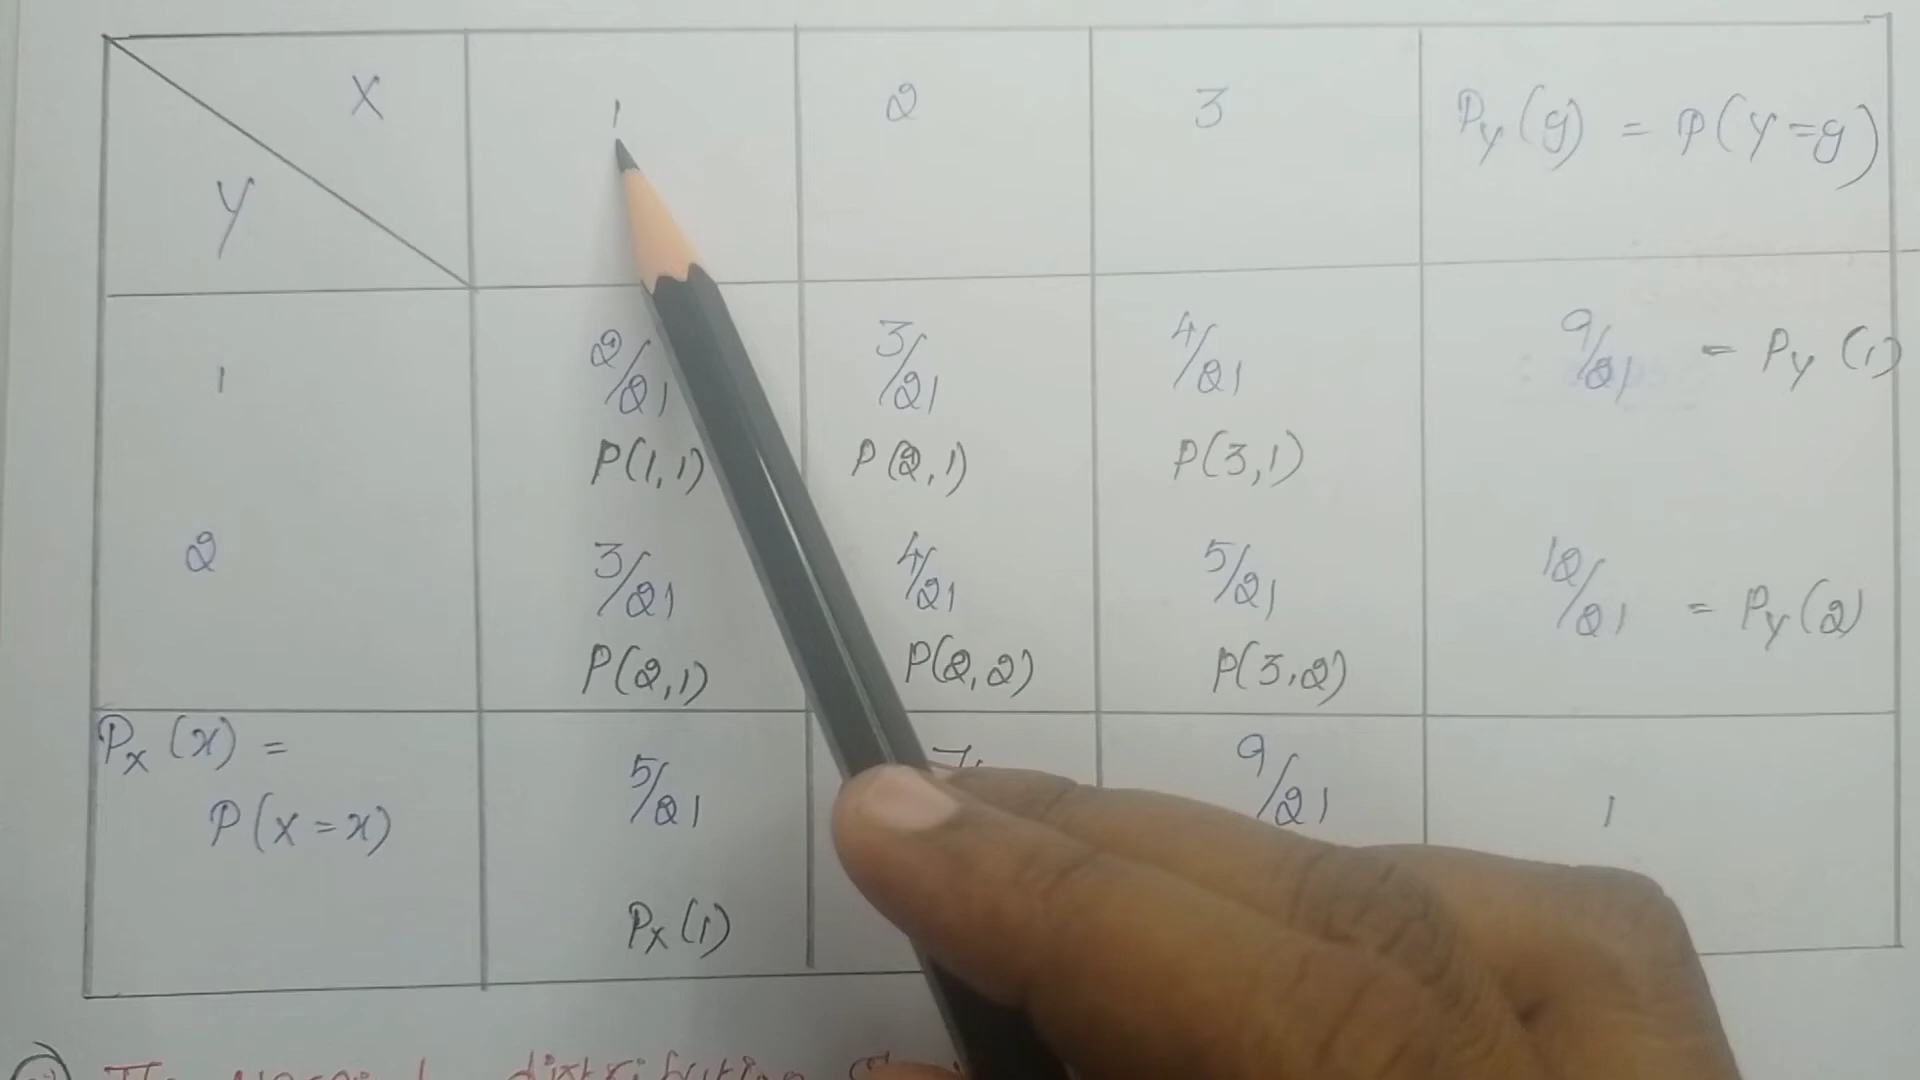 X 1 2 3 Py(y) = P(Y=y)
Y
1 2/21 3/21 4/21 9/21 = Py(1)
P(1,1) P(2,1) P(3,1)
2 3/21 4/21 5/21 12/21 = Py(2)
P(2,1) P(2,2) P(3,2)
Px(x) =
P(X=x) 5/21 7/ 9/21 1
Px(1)
distribution